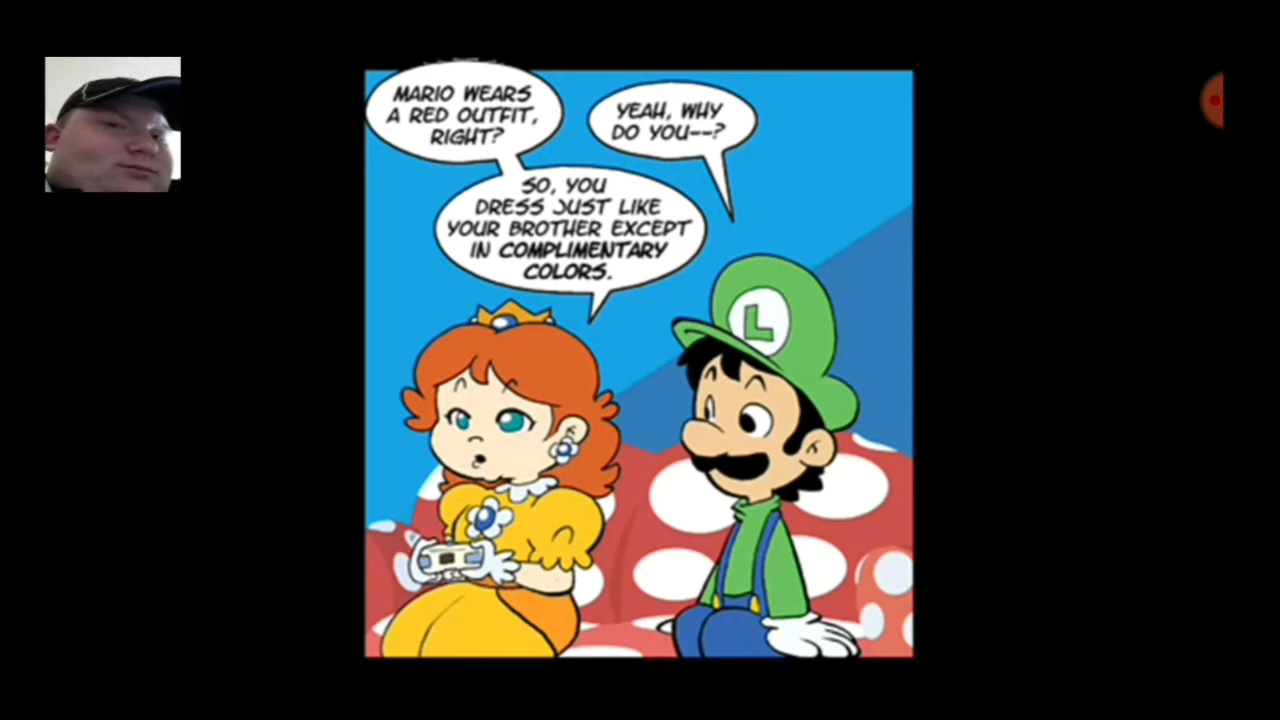 MARIO WEARS
A RED OUTFIT,
RIGHT?
YEAH, WHY
DO YOU--?
SO, YOU
DRESS JUST LIKE
YOUR BROTHER EXCEPT
IN COMPLIMENTARY
COLORS.
L